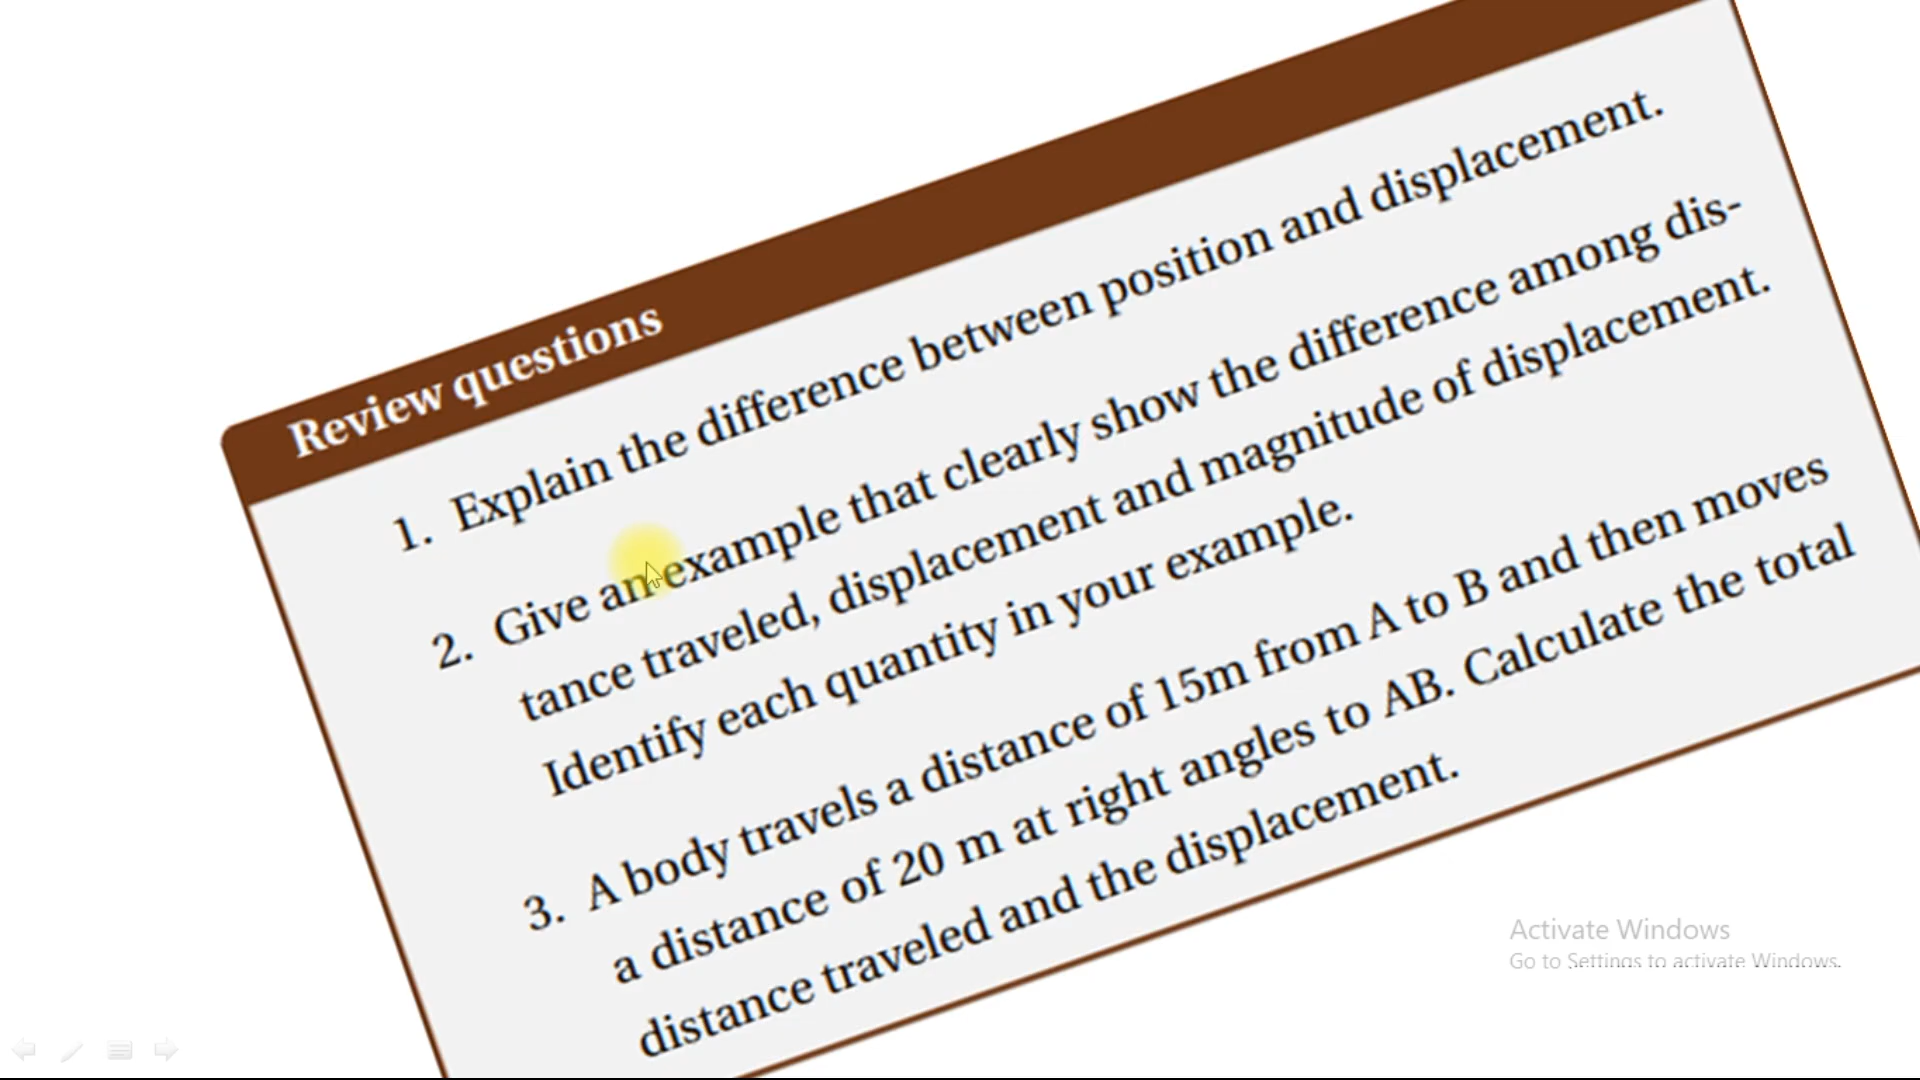 Review questions
1. Explain the difference between position and displacement.
2. Give an example that clearly show the difference among dis-
tance traveled, displacement and magnitude of displacement.
Identify each quantity in your example.
3. A body travels a distance of 15m from A to B and then moves
a distance of 20 m at right angles to AB. Calculate the total
distance traveled and the displacement.
Activate Windows
Go to Settings to activate Windows.